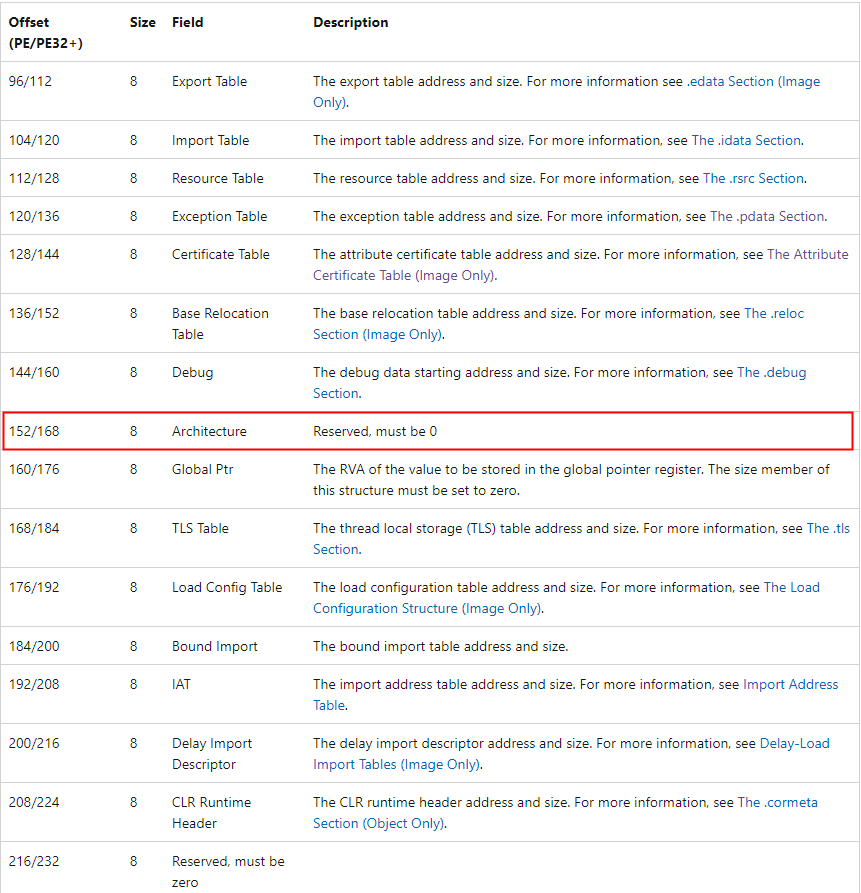 Offset Size Field Description
(PE/PE32+)
96/112 8 Export Table The export table address and size. For more information see .edata Section (Image
Only).
104/120 8 Import Table The import table address and size. For more information, see The .idata Section.
112/128 8 Resource Table The resource table address and size. For more information, see The .rsrc Section.
120/136 8 Exception Table The exception table address and size. For more information, see The .pdata Section.
128/144 8 Certificate Table The attribute certificate table address and size. For more information, see The Attribute
Certificate Table (Image Only).
136/152 8 Base Relocation The base relocation table address and size. For more information, see The .reloc
Table Section (Image Only).
144/160 8 Debug The debug data starting address and size. For more information, see The .debug
Section.
152/168 8 Architecture Reserved, must be 0
160/176 8 Global Ptr The RVA of the value to be stored in the global pointer register. The size member of
this structure must be set to zero.
168/184 8 TLS Table The thread local storage (TLS) table address and size. For more information, see The .tls
Section.
176/192 8 Load Config Table The load configuration table address and size. For more information, see The Load
Configuration Structure (Image Only).
184/200 8 Bound Import The bound import table address and size.
192/208 8 IAT The import address table address and size. For more information, see Import Address
Table.
200/216 8 Delay Import The delay import descriptor address and size. For more information, see Delay-Load
Descriptor Import Tables (Image Only).
208/224 8 CLR Runtime The CLR runtime header address and size. For more information, see The .cormeta
Header Section (Object Only).
216/232 8 Reserved, must be
zero